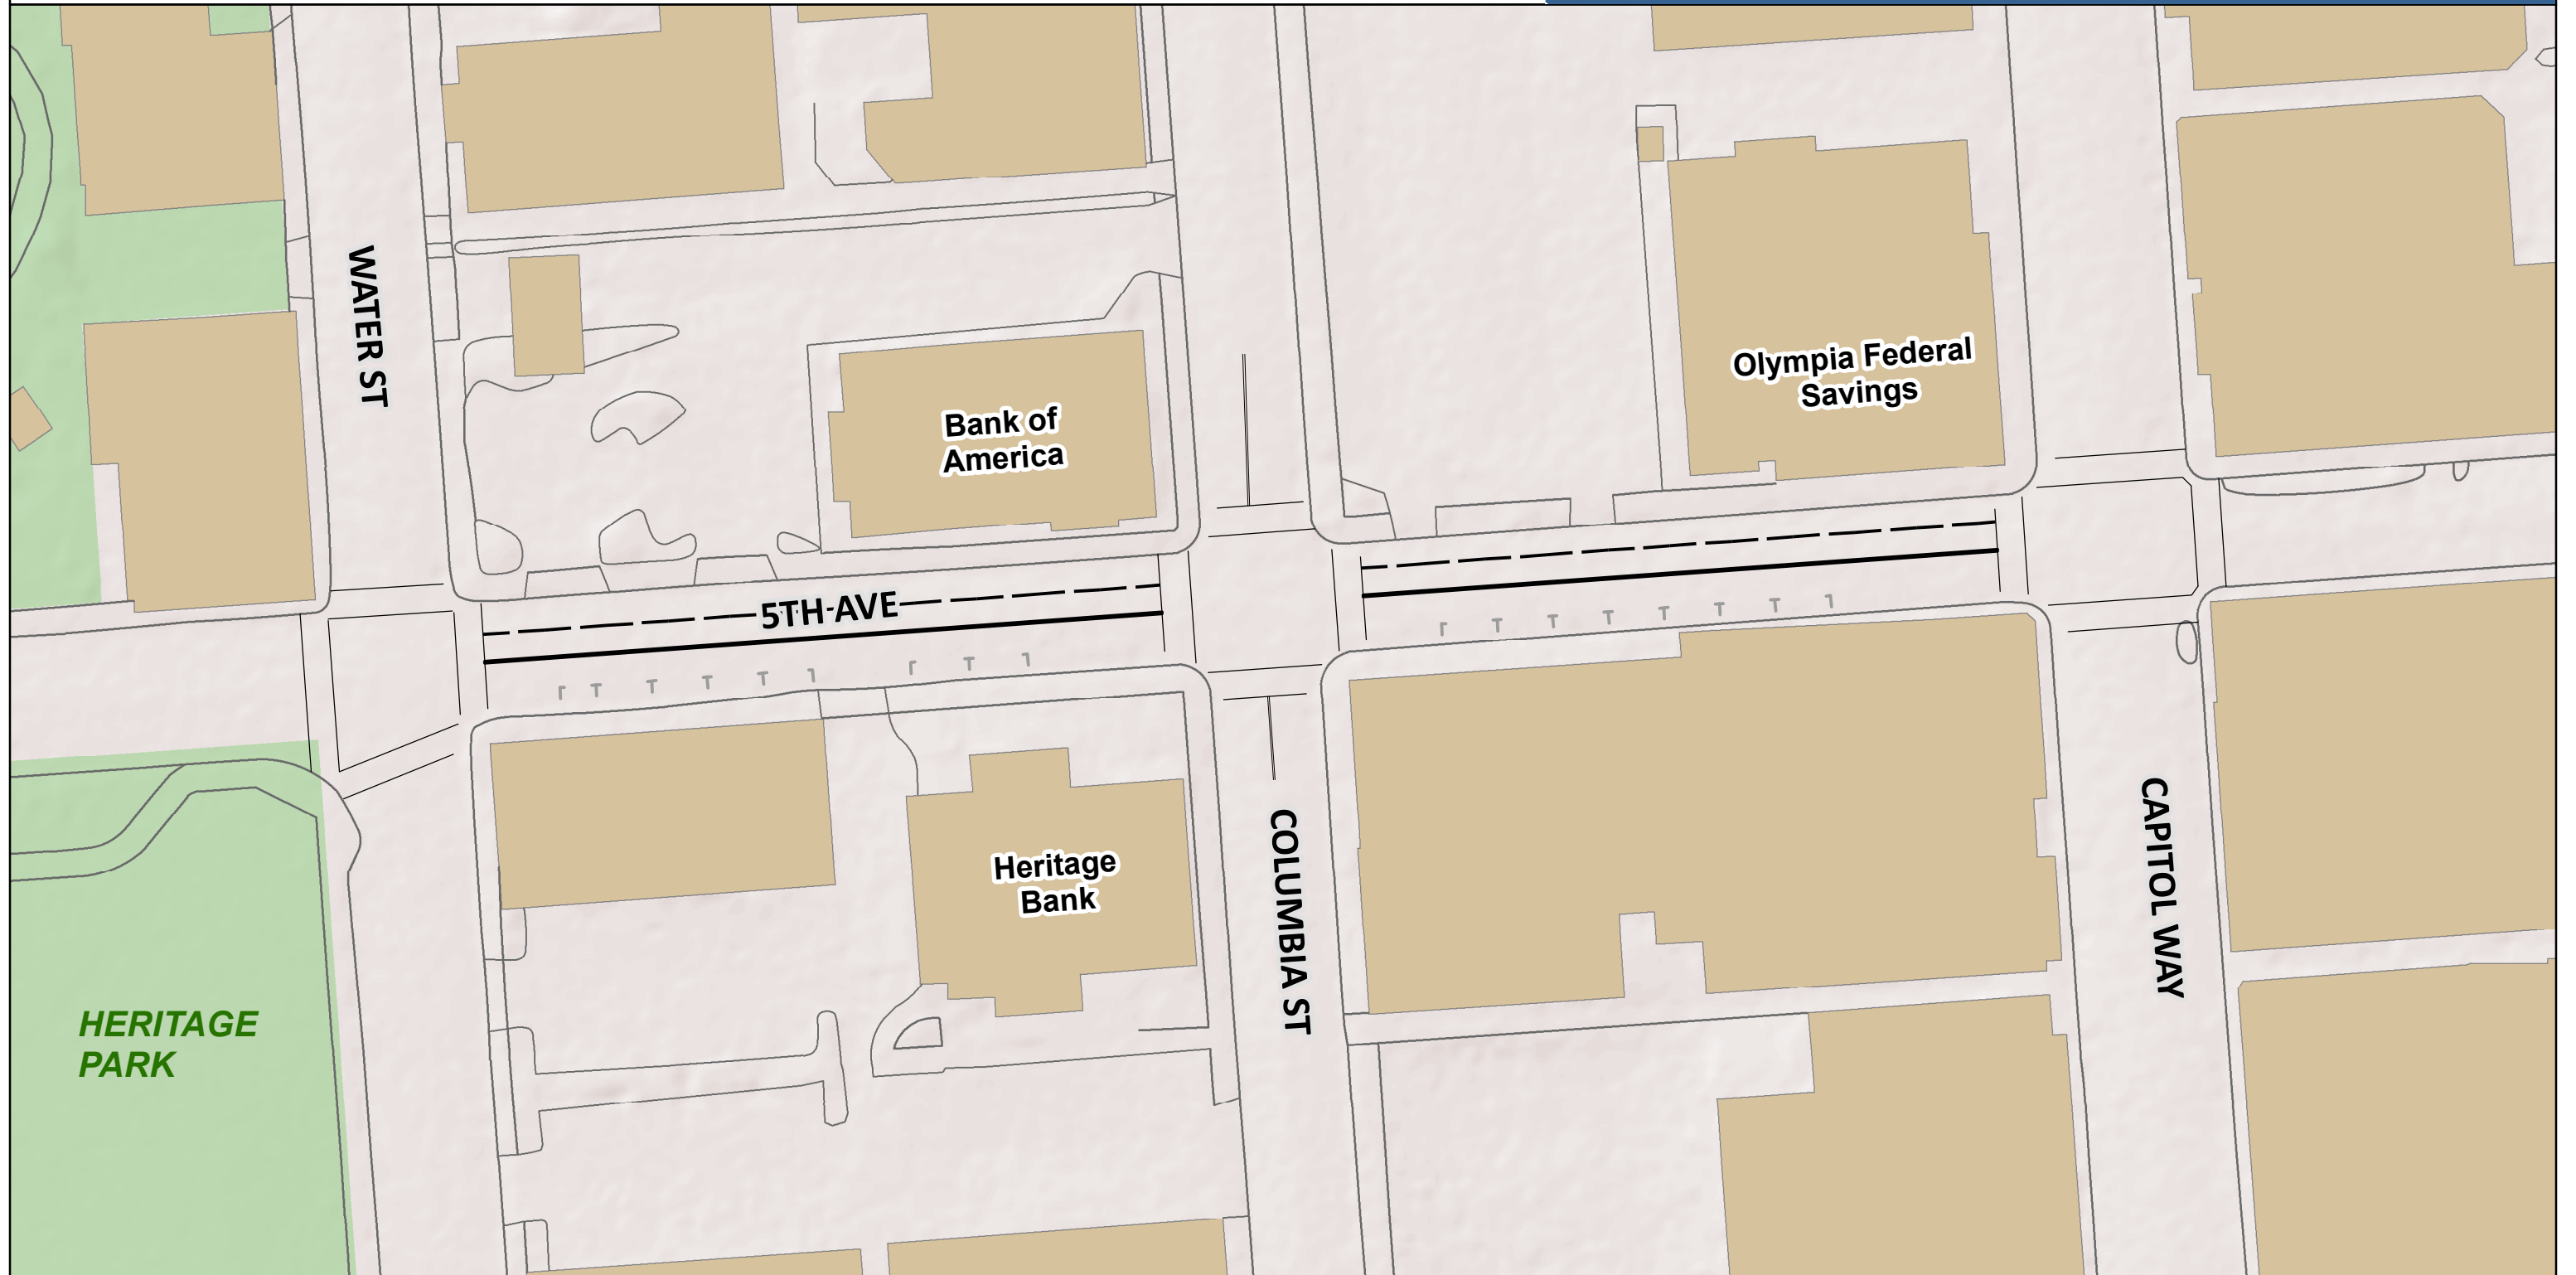 WATER ST
Olympia Federal
Savings
Bank of
America
5TH AVE
Heritage
Bank
COLUMBIA ST
CAPITOL WAY
HERITAGE
PARK